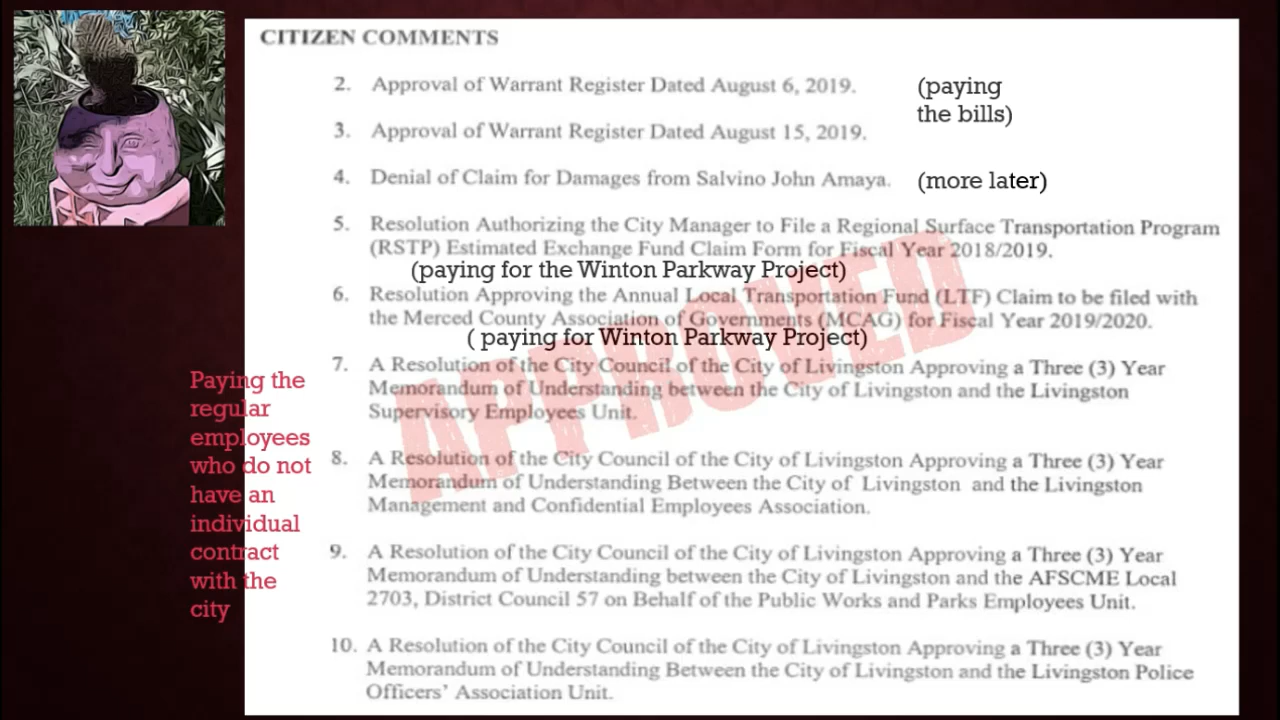 CITIZEN COMMENTS
2. Approval of Warrant Register Dated August 6, 2019.
(paying
the bills)
3. Approval of Warrant Register Dated August 15, 2019.
4. Denial of Claim for Damages from Salvino John Amaya.
(more later)
5. Resolution Authorizing the City Manager to File a Regional Surface Transportation Program
(RSTP) Estimated Exchange Fund Claim Form for Fiscal Year 2018/2019.
(paying for the Winton Parkway Project)
6. Resolution Approving the Annual Local Transportation Fund (LTF) Claim to be filed with
the Merced County Association of Governments (MCAG) for Fiscal Year 2019/2020.
( paying for Winton Parkway Project)
7. A Resolution of the City Council of the City of Livingston Approving a Three (3) Year
Memorandum of Understanding between the City of Livingston and the Livingston
Supervisory Employees Unit.
APPROVED
Paying the
regular
employees
who do not
have an
individual
contract
with the
city
8. A Resolution of the City Council of the City of Livingston Approving a Three (3) Year
Memorandum of Understanding Between the City of Livingston and the Livingston
Management and Confidential Employees Association.
9. A Resolution of the City Council of the City of Livingston Approving a Three (3) Year
Memorandum of Understanding between the City of Livingston and the AFSCME Local
2703, District Council 57 on Behalf of the Public Works and Parks Employees Unit.
10. A Resolution of the City Council of the City of Livingston Approving a Three (3) Year
Memorandum of Understanding Between the City of Livingston and the Livingston Police
Officers' Association Unit.